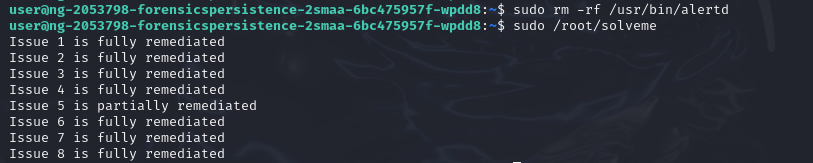 user@ng-2053798-forensicspersistence-2smaa-6bc475957f-wpdd8:~$ sudo rm -rf /usr/bin/alertd
user@ng-2053798-forensicspersistence-2smaa-6bc475957f-wpdd8:~$ sudo /root/solveme
Issue 1 is fully remediated
Issue 2 is fully remediated
Issue 3 is fully remediated
Issue 4 is fully remediated
Issue 5 is partially remediated
Issue 6 is fully remediated
Issue 7 is fully remediated
Issue 8 is fully remediated